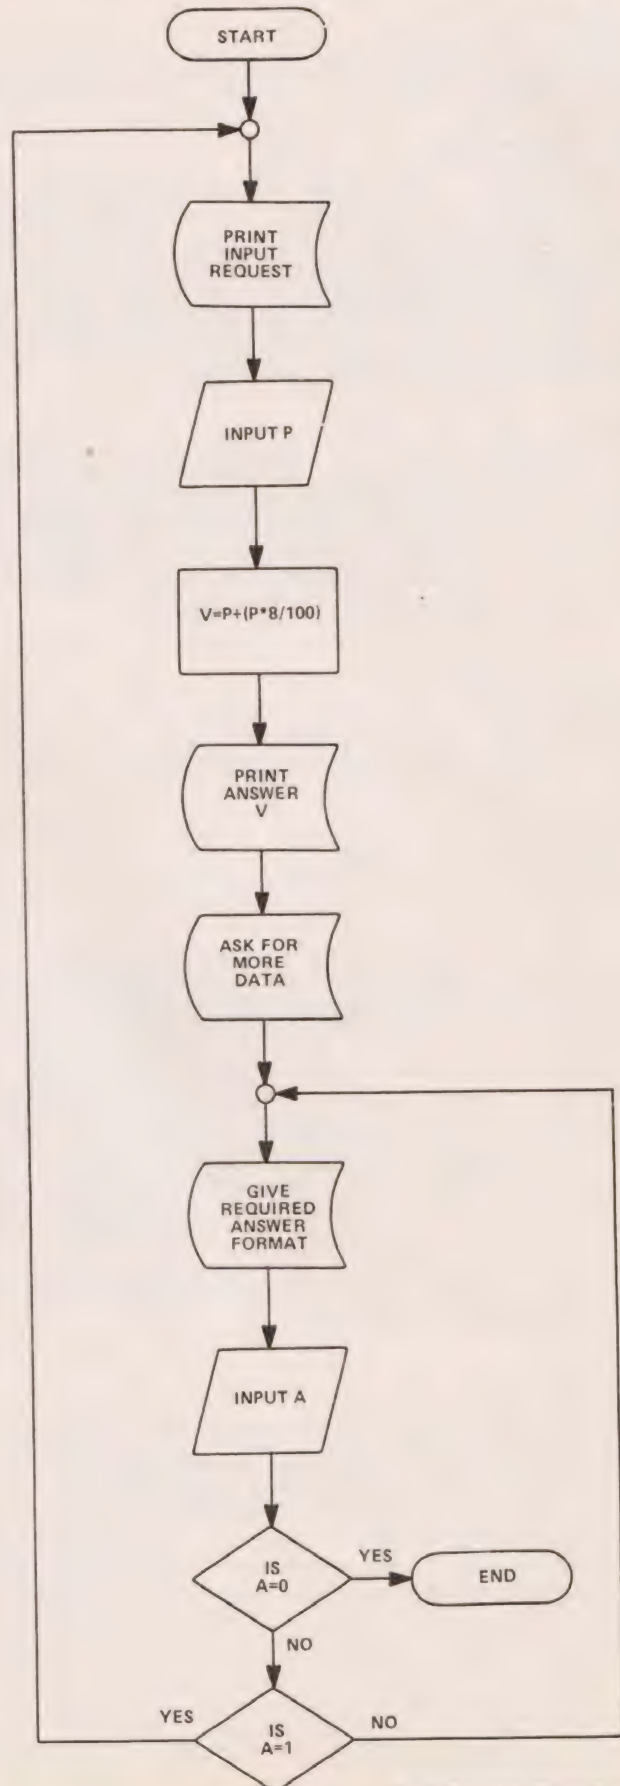 START
PRINT
INPUT
REQUEST
INPUT P
V=P+(P*8/100)
PRINT
ANSWER
V
ASK FOR
MORE
DATA
GIVE
REQUIRED
ANSWER
FORMAT
INPUT A
IS
A=0
YES
END
NO
YES
IS
A=1
NO